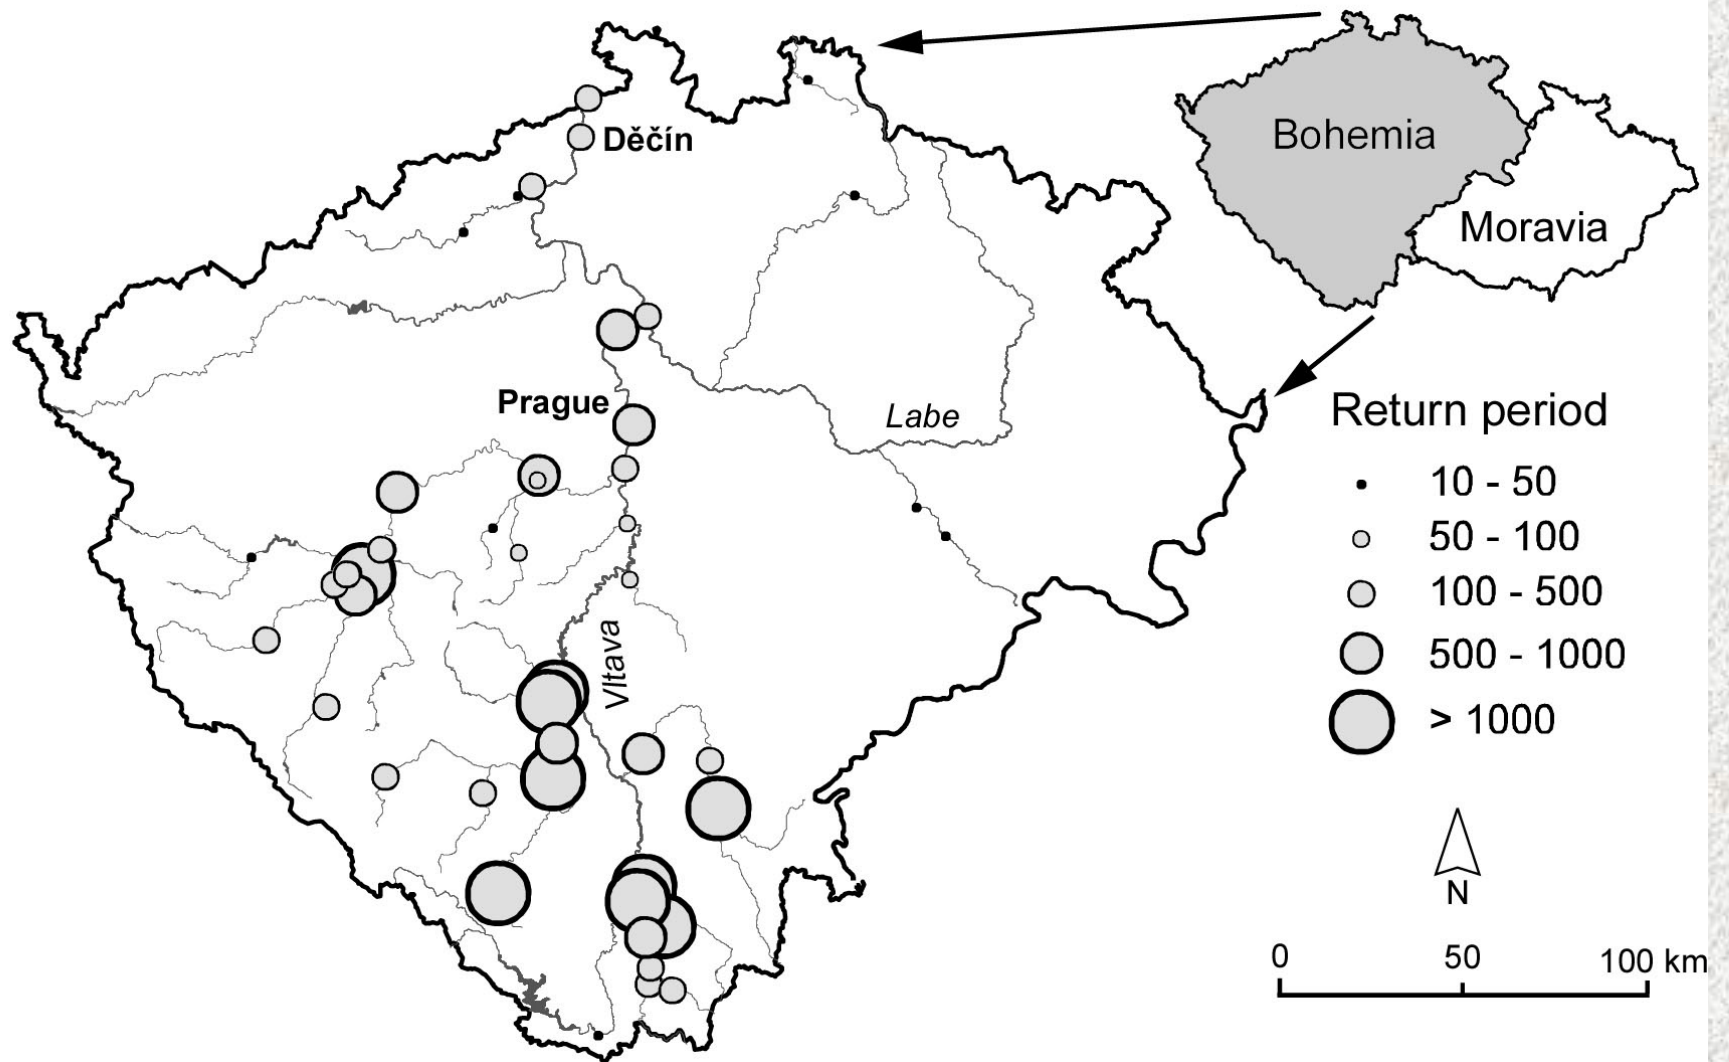 Děčín
Bohemia
Moravia
Prague
Labe
Vltava
Return period
10 - 50
50 - 100
100 - 500
500 - 1000
> 1000
N
0 50 100 km